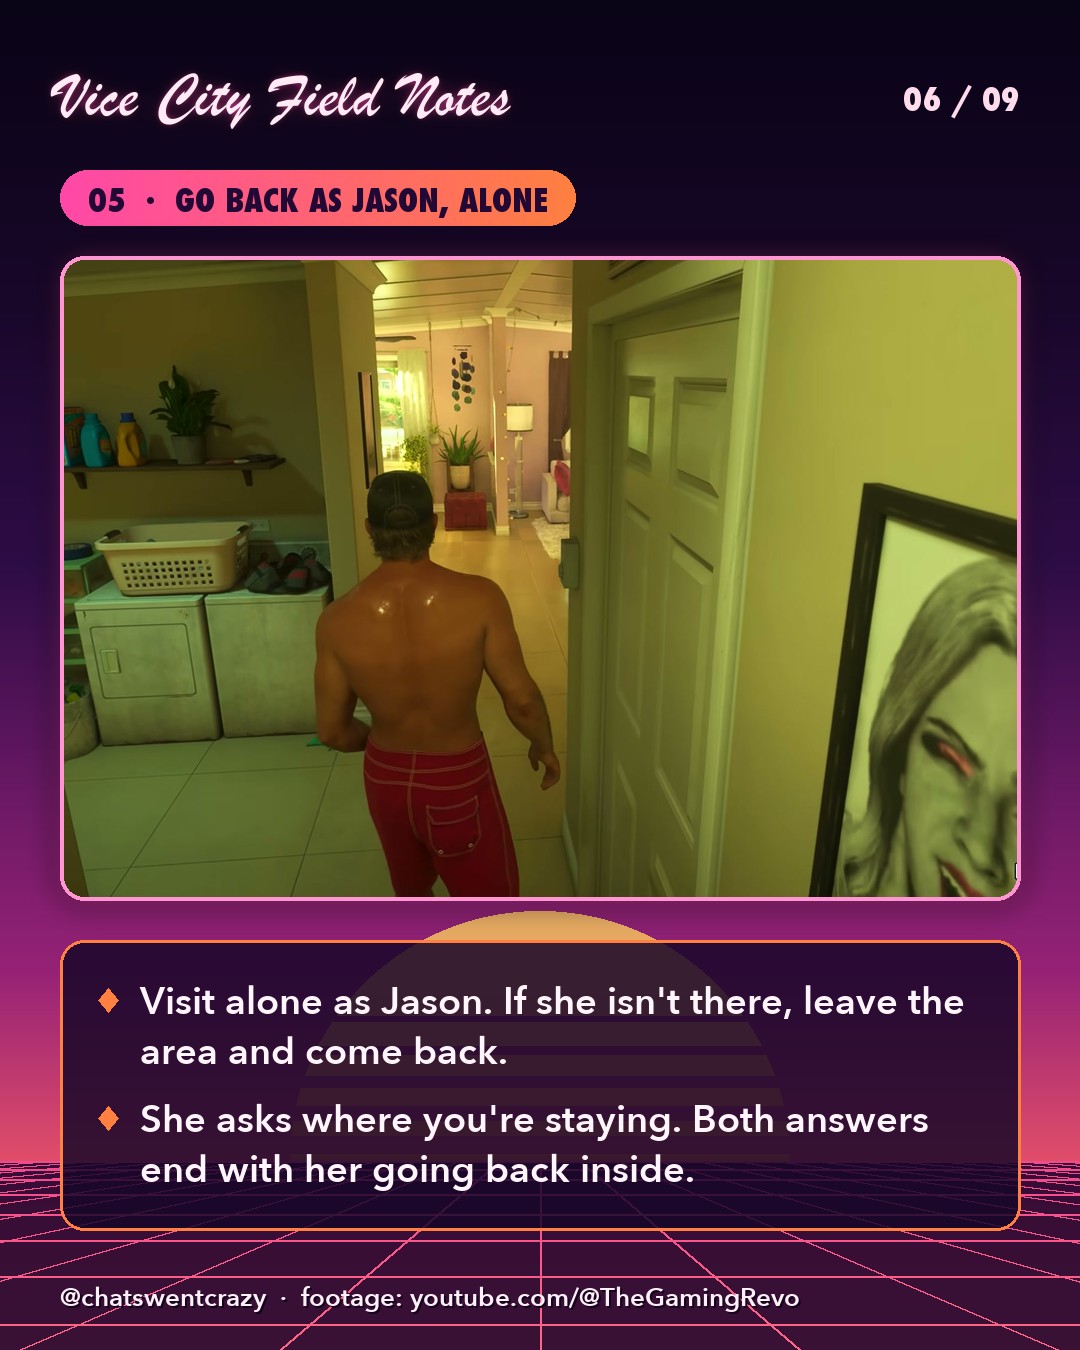 Vice City Field Notes
06 / 09
05 · GO BACK AS JASON, ALONE
Visit alone as Jason. If she isn't there, leave the
area and come back.
She asks where you're staying. Both answers
end with her going back inside.
@chatswentcrazy · footage: youtube.com/@TheGamingRevo